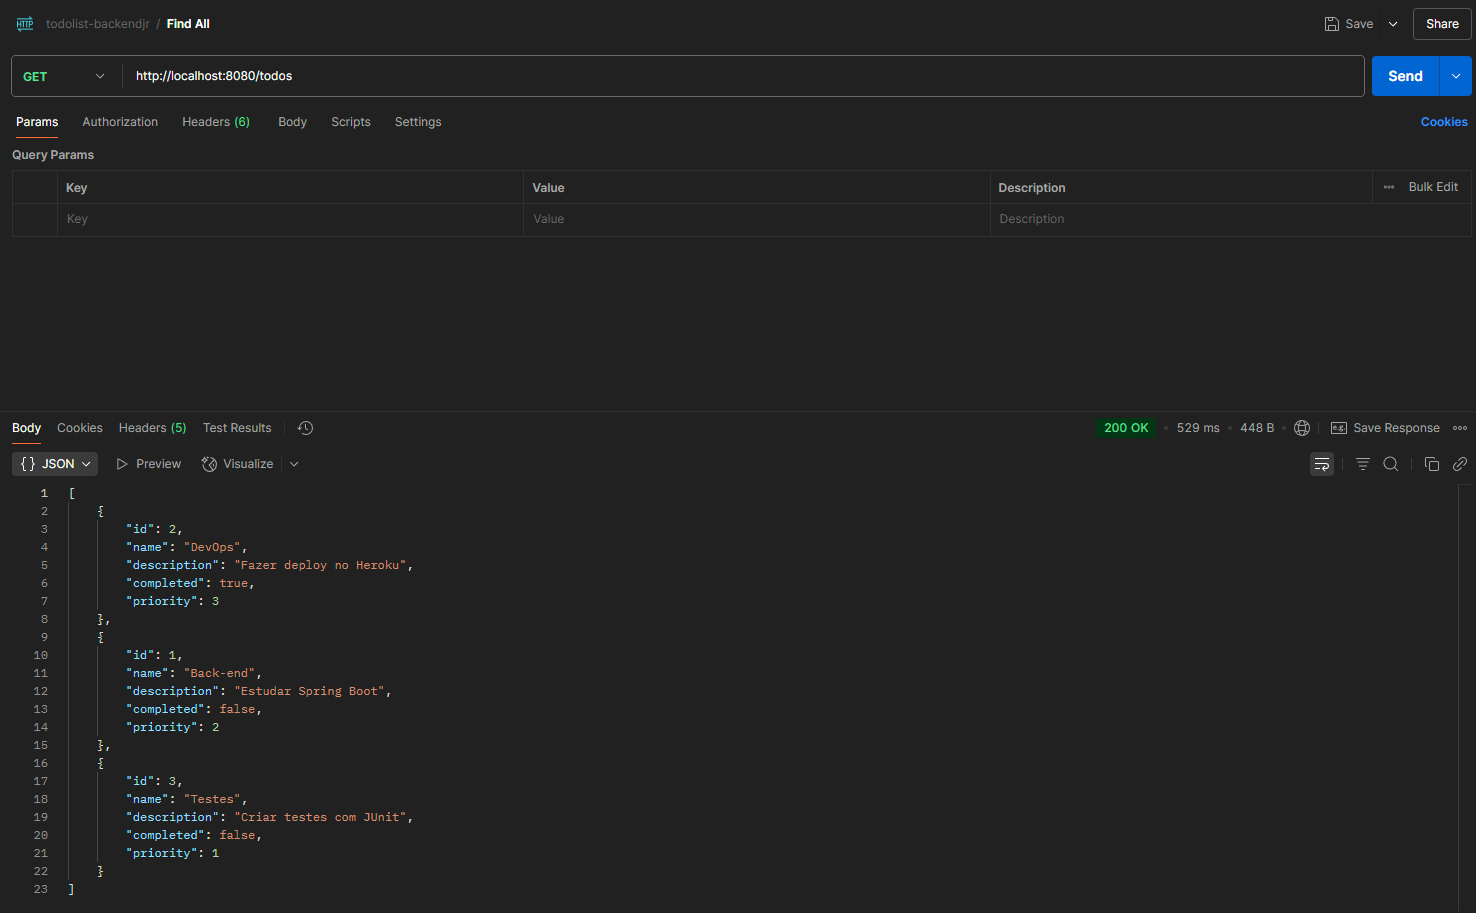 HTTP todolist-backendjr / Find All Save Share
GET http://localhost:8080/todos Send
Params Authorization Headers (6) Body Scripts Settings Cookies
Query Params
Key Value Description Bulk Edit
Key Value Description
Body Cookies Headers (5) Test Results 200 OK 529 ms 448 B e.g. Save Response
{} JSON Preview Visualize
1 [
2 {
3 "id": 2,
4 "name": "DevOps",
5 "description": "Fazer deploy no Heroku",
6 "completed": true,
7 "priority": 3
8 },
9 {
10 "id": 1,
11 "name": "Back-end",
12 "description": "Estudar Spring Boot",
13 "completed": false,
14 "priority": 2
15 },
16 {
17 "id": 3,
18 "name": "Testes",
19 "description": "Criar testes com JUnit",
20 "completed": false,
21 "priority": 1
22 }
23 ]